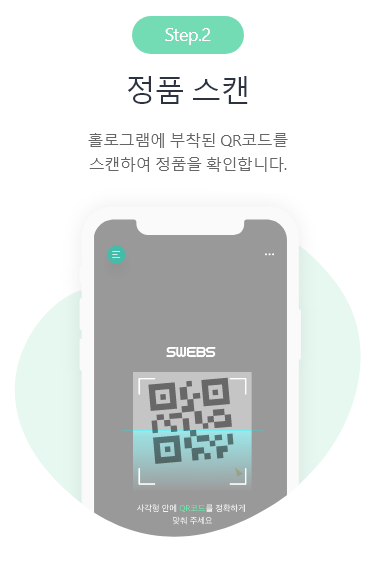 Step.2
정품 스캔
홀로그램에 부착된 QR코드를
스캔하여 정품을 확인합니다.
SWEBS
사각형 안에 QR코드를 정확하게
맞춰 주세요